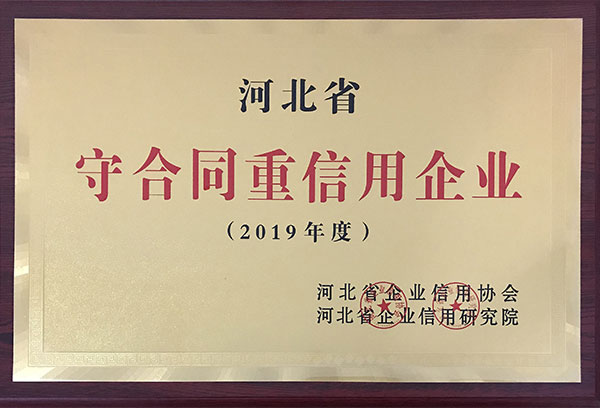 河北省
守合同重信用企业
(2019年度)
河北省企业信用协会
河北省企业信用研究院